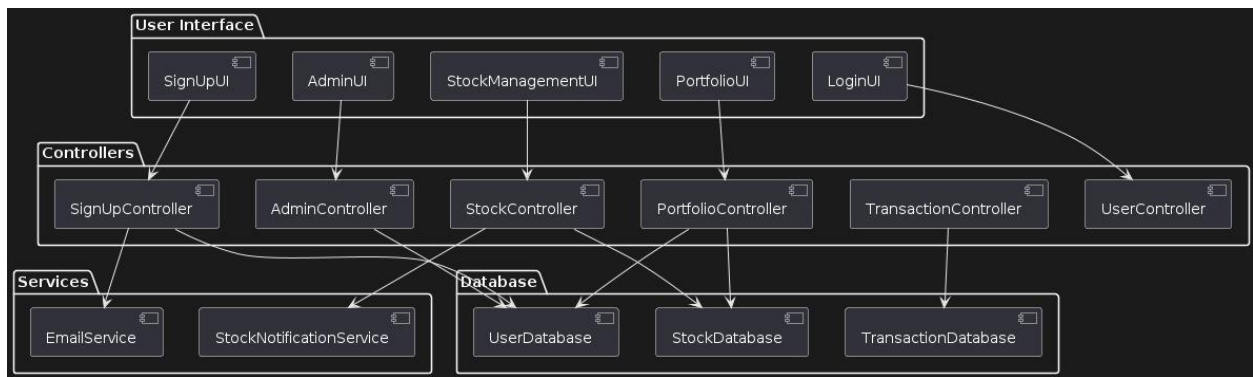 User Interface
SignUpUI
AdminUI
StockManagementUI
PortfolioUI
LoginUI
Controllers
SignUpController
AdminController
StockController
PortfolioController
TransactionController
UserController
Services
Database
EmailService
StockNotificationService
UserDatabase
StockDatabase
TransactionDatabase